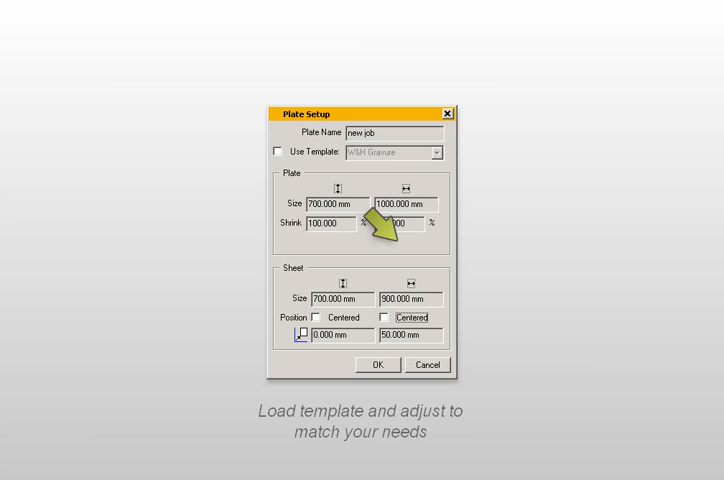 Plate Setup
Plate Name new job
Use Template: W&H Gravure
Plate
Size 700.000 mm 1000.000 mm
Shrink 100.000 % %
Sheet
Size 700.000 mm 900.000 mm
Position Centered Centered
0.000 mm 50.000 mm
OK Cancel
Load template and adjust to
match your needs